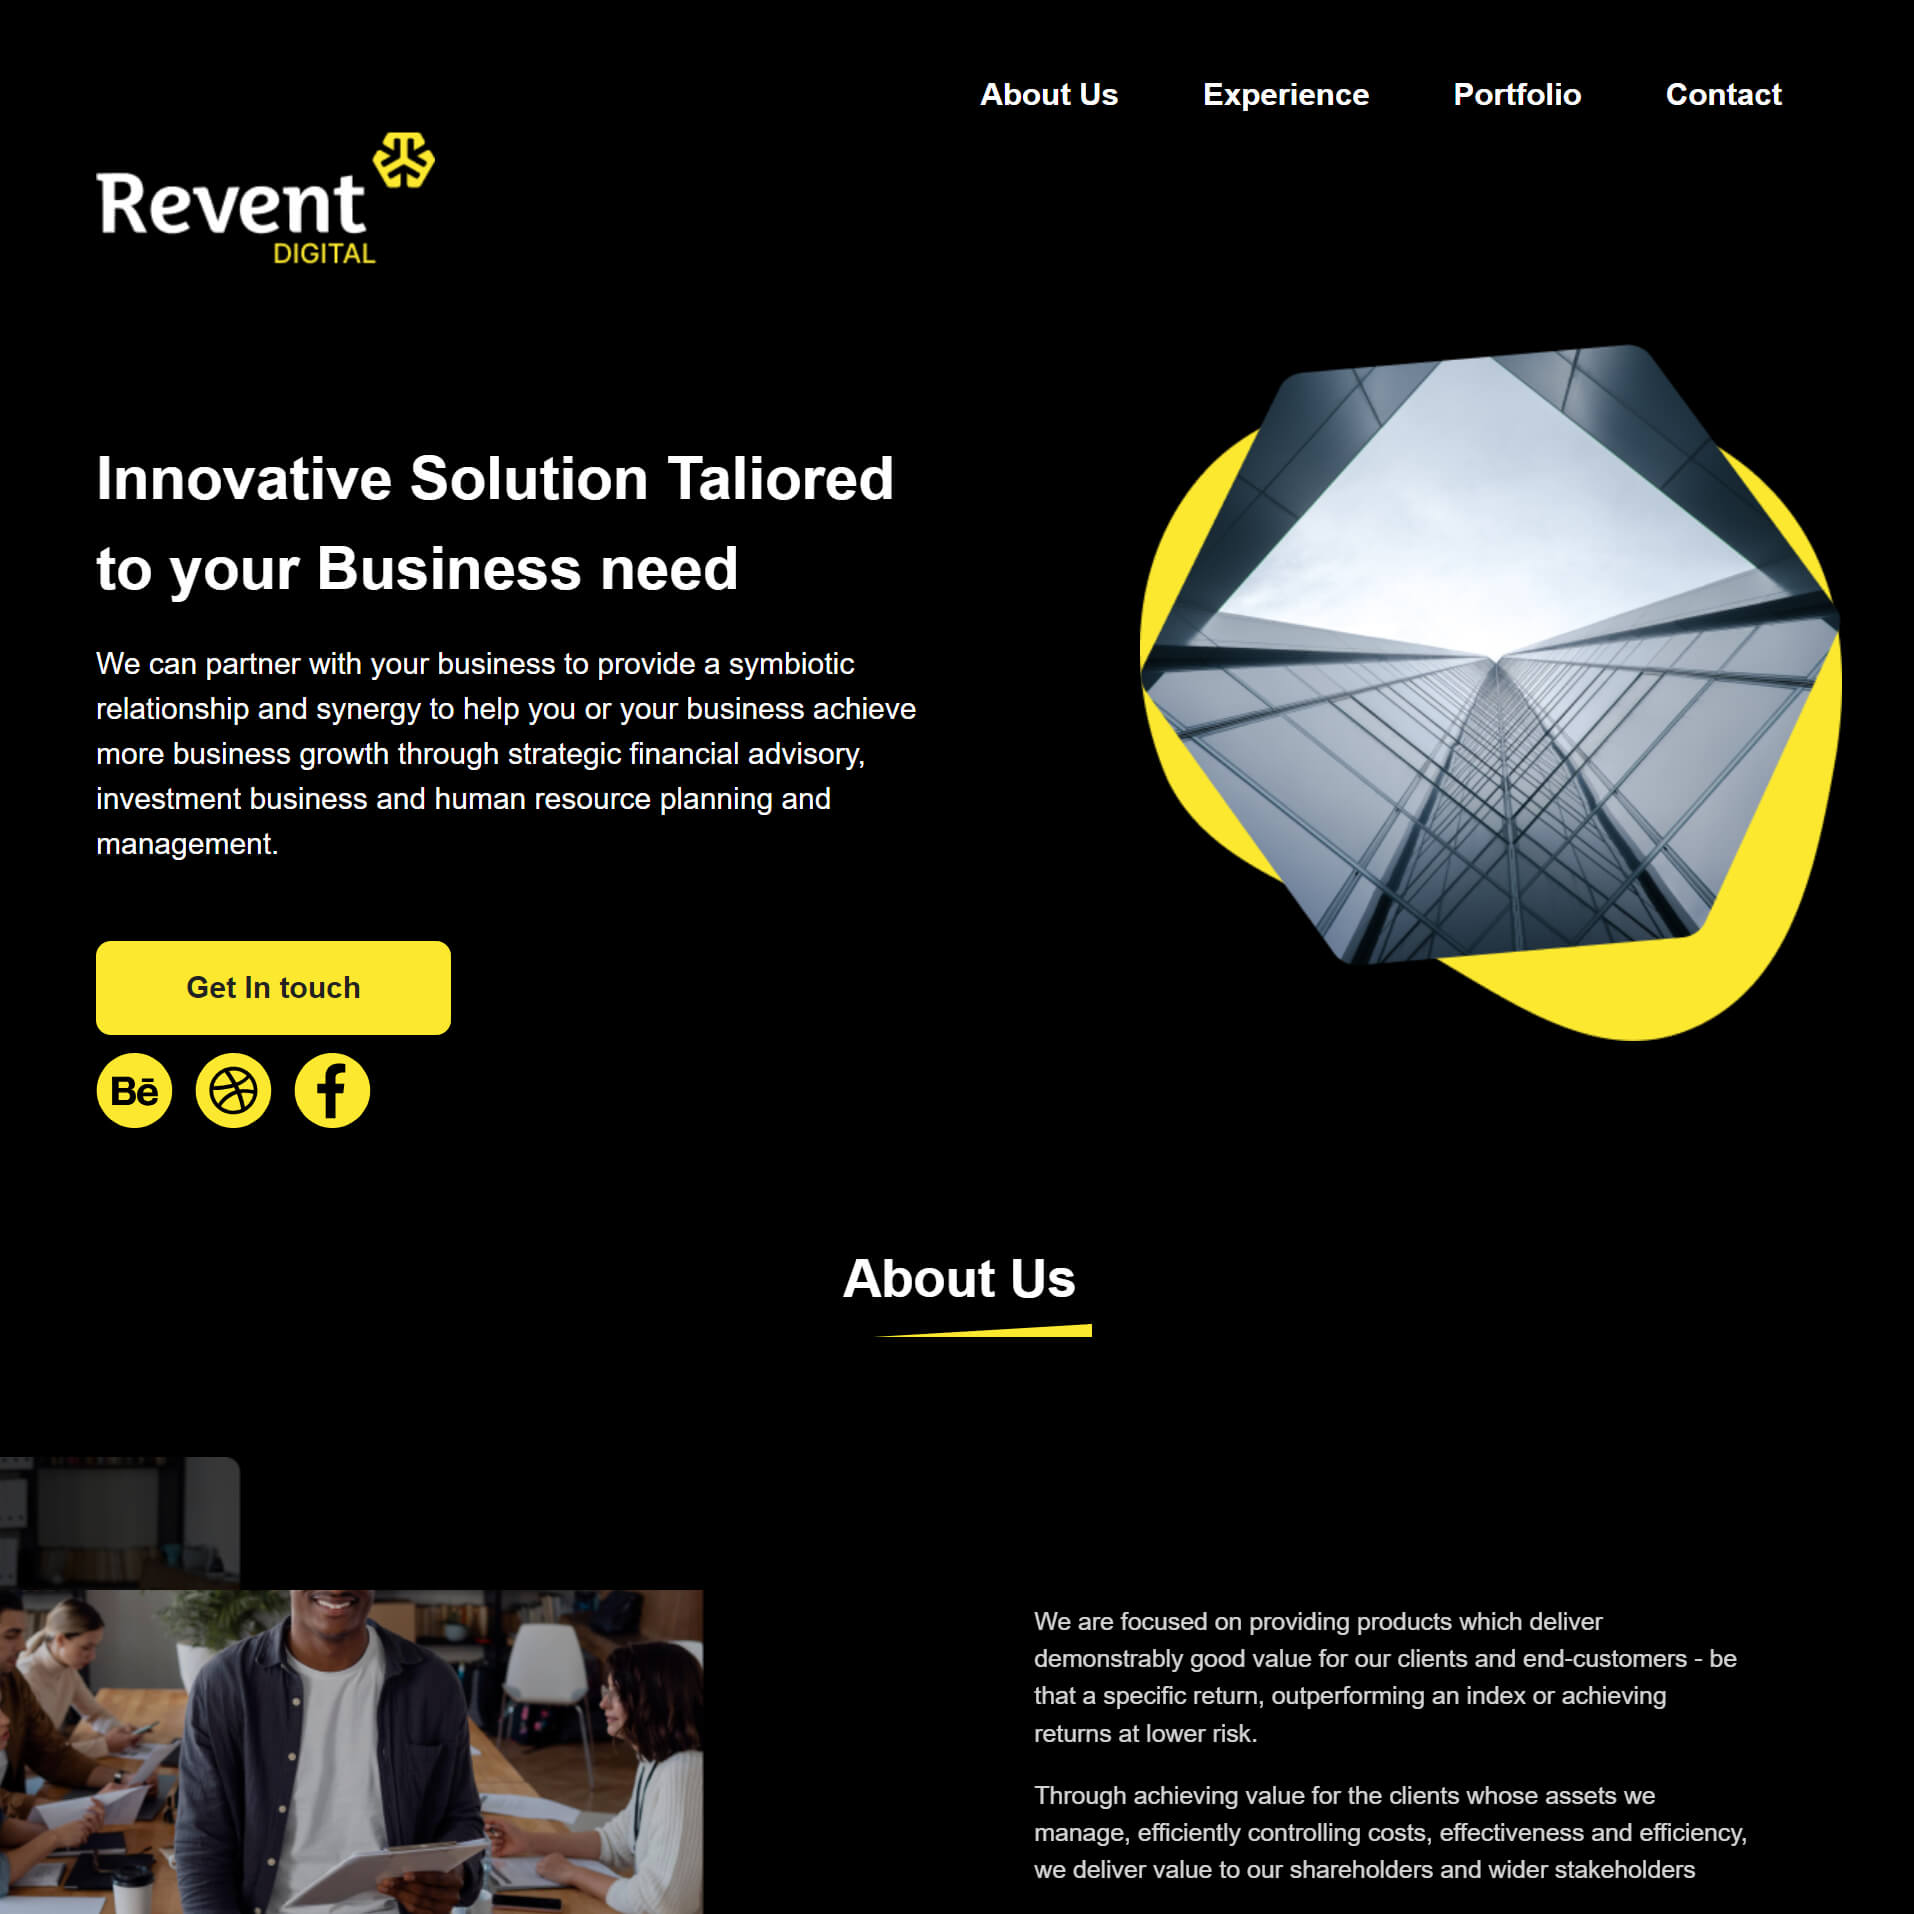 About Us Experience Portfolio Contact
Revent
DIGITAL
Innovative Solution Taliored
to your Business need
We can partner with your business to provide a symbiotic
relationship and synergy to help you or your business achieve
more business growth through strategic financial advisory,
investment business and human resource planning and
management.
Get In touch
Bē
About Us
We are focused on providing products which deliver
demonstrably good value for our clients and end-customers - be
that a specific return, outperforming an index or achieving
returns at lower risk.
Through achieving value for the clients whose assets we
manage, efficiently controlling costs, effectiveness and efficiency,
we deliver value to our shareholders and wider stakeholders